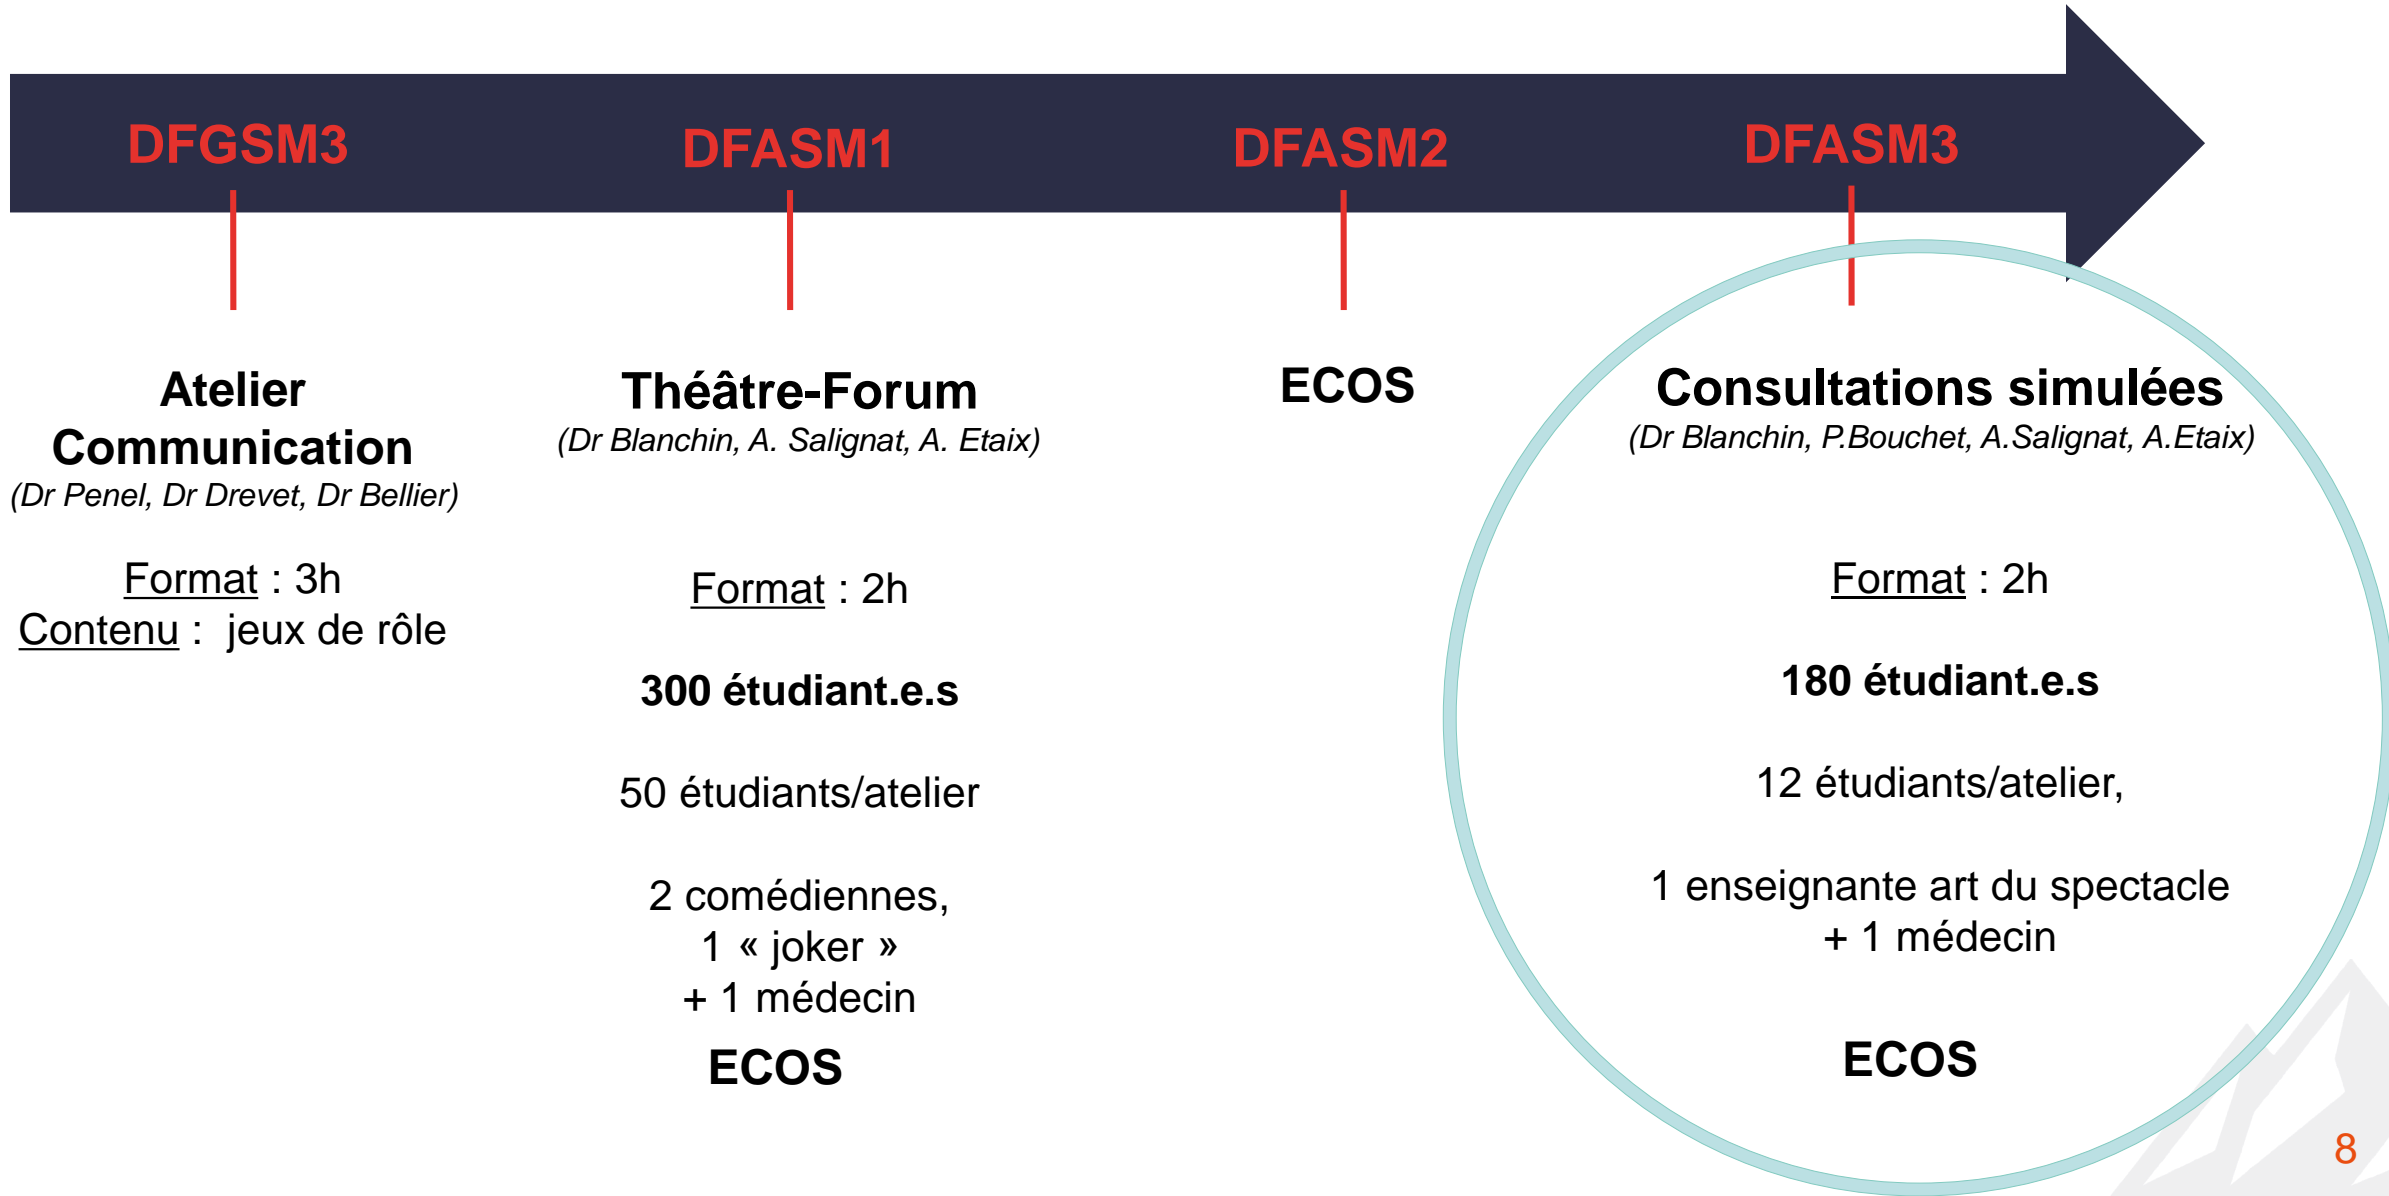 DFGSM3
DFASM1
DFASM2
DFASM3
Atelier
Communication
(Dr Penel, Dr Drevet, Dr Bellier)
Format : 3h
Contenu :  jeux de rôle
Théâtre-Forum
(Dr Blanchin, A. Salignat, A. Etaix)
Format : 2h
300 étudiant.e.s
50 étudiants/atelier
2 comédiennes,
1 « joker »
+ 1 médecin
ECOS
ECOS
Consultations simulées
(Dr Blanchin, P.Bouchet, A.Salignat, A.Etaix)
Format : 2h
180 étudiant.e.s
12 étudiants/atelier,
1 enseignante art du spectacle
+ 1 médecin
ECOS
8